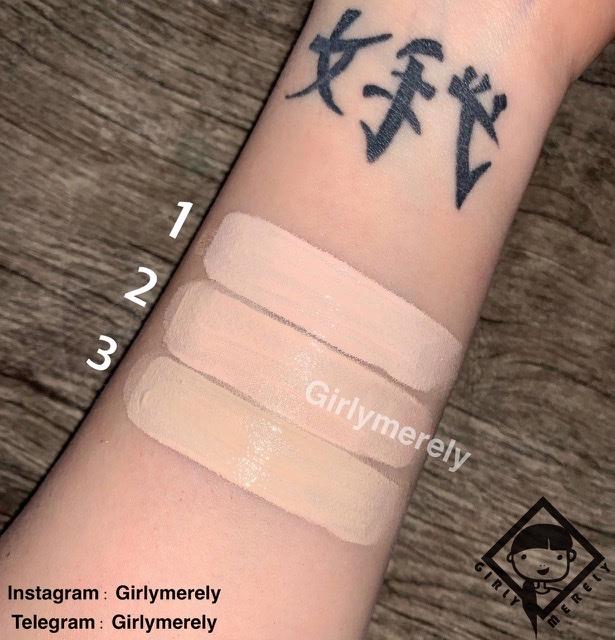 1
2
3
Girlymerely
GIRLY MERELY
Instagram： Girlymerely
Telegram： Girlymerely